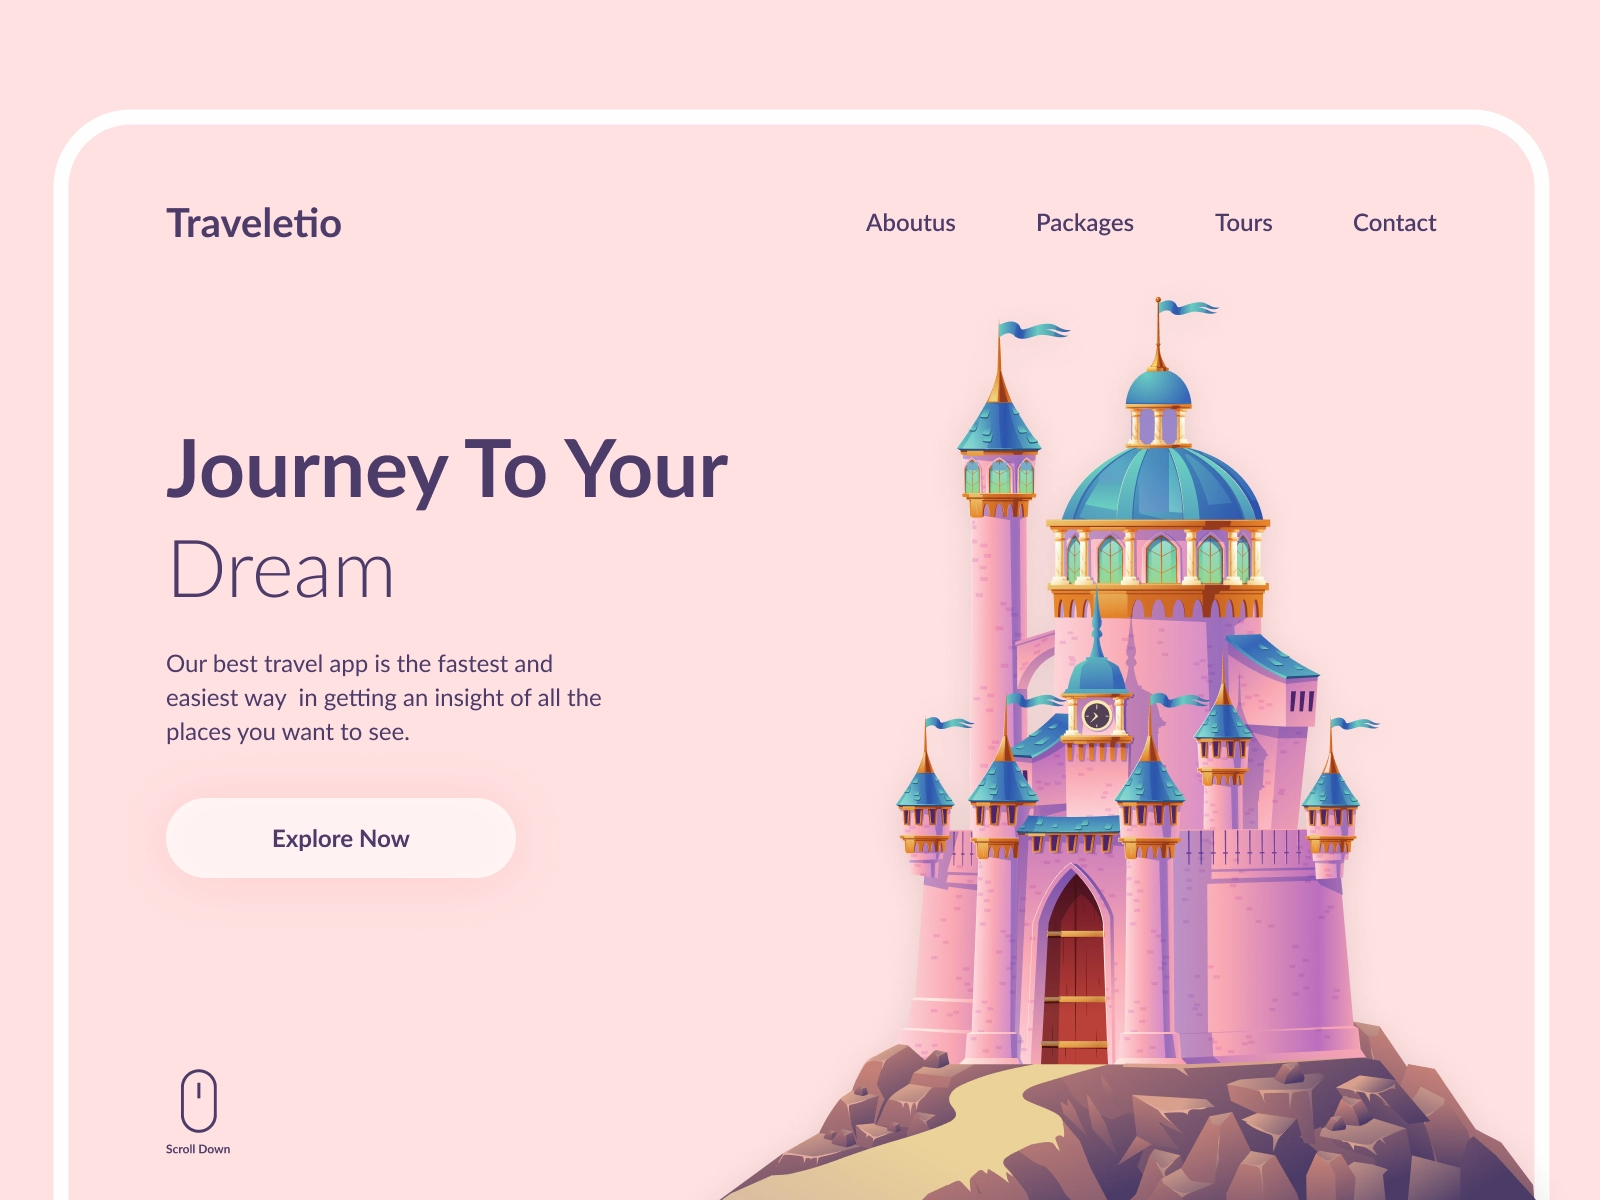 Traveletio
Aboutus Packages Tours Contact
Journey To Your
Dream
Our best travel app is the fastest and
easiest way  in getting an insight of all the
places you want to see.
Explore Now
Scroll Down